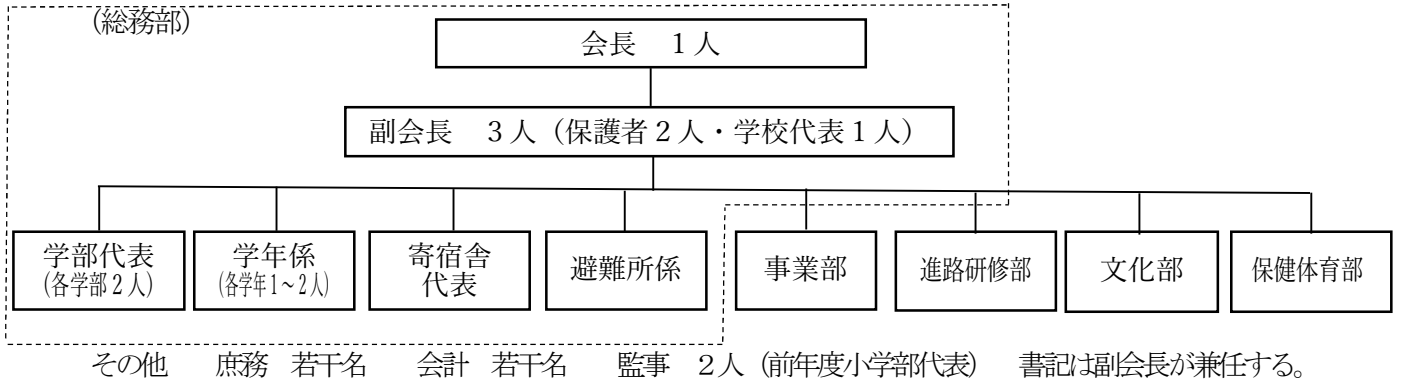 (総務部)
会長　１人
副会長　３人（保護者２人・学校代表１人）
学部代表
(各学部２人)
学年係
(各学年1～2人)
寄宿舎
代表
避難所係
事業部
進路研修部
文化部
保健体育部
その他　　庶務　若干名　　会計　若干名　　監事　２人（前年度小学部代表）　書記は副会長が兼任する。